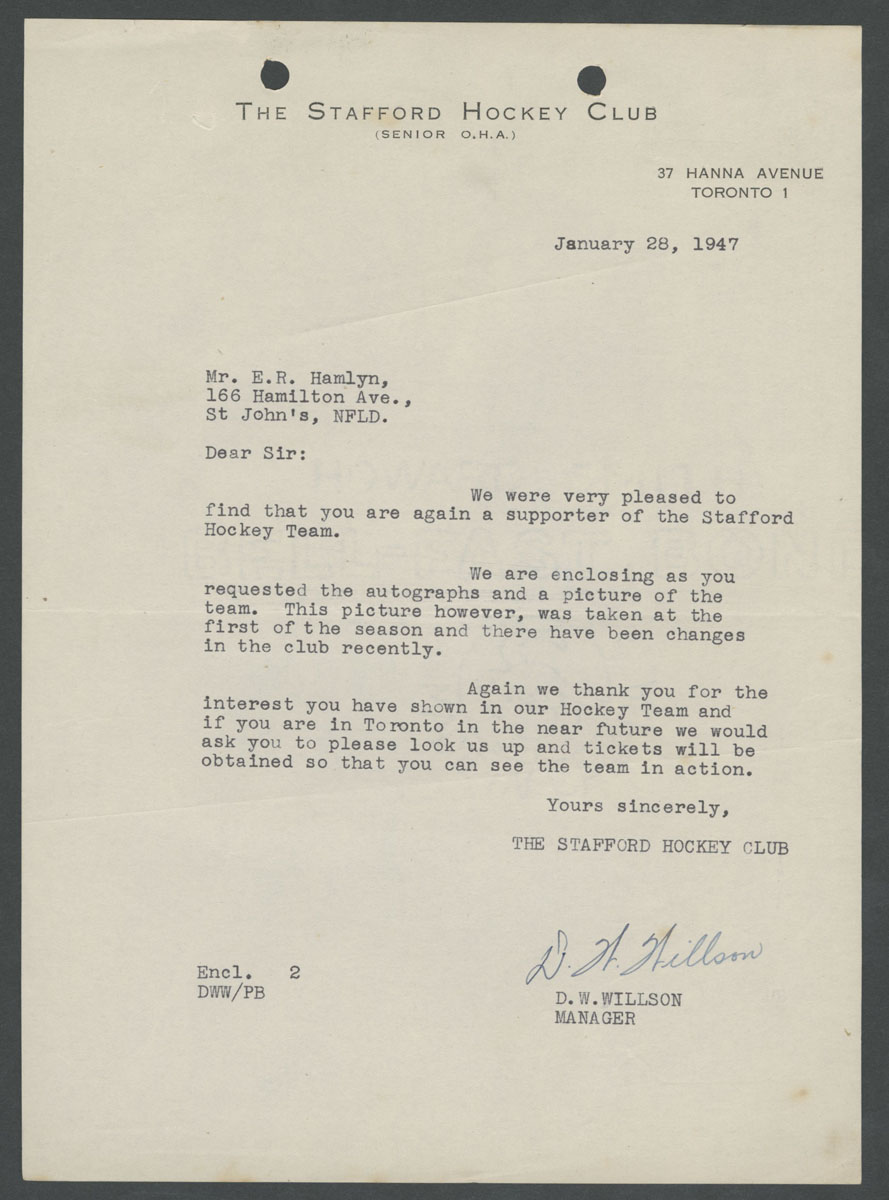 THE STAFFORD HOCKEY CLUB
(SENIOR O.H.A.)
37 HANNA AVENUE
TORONTO 1
January 28, 1947
Mr. E.R. Hamlyn,
166 Hamilton Ave.,
St John's, NFLD.
Dear Sir:
We were very pleased to
find that you are again a supporter of the Stafford
Hockey Team.
We are enclosing as you
requested the autographs and a picture of the
team. This picture however, was taken at the
first of the season and there have been changes
in the club recently.
Again we thank you for the
interest you have shown in our Hockey Team and
if you are in Toronto in the near future we would
ask you to please look us up and tickets will be
obtained so that you can see the team in action.
Yours sincerely,
THE STAFFORD HOCKEY CLUB
D. W. Willson
Encl. 2
DWW/PB
D.W.WILLSON
MANAGER